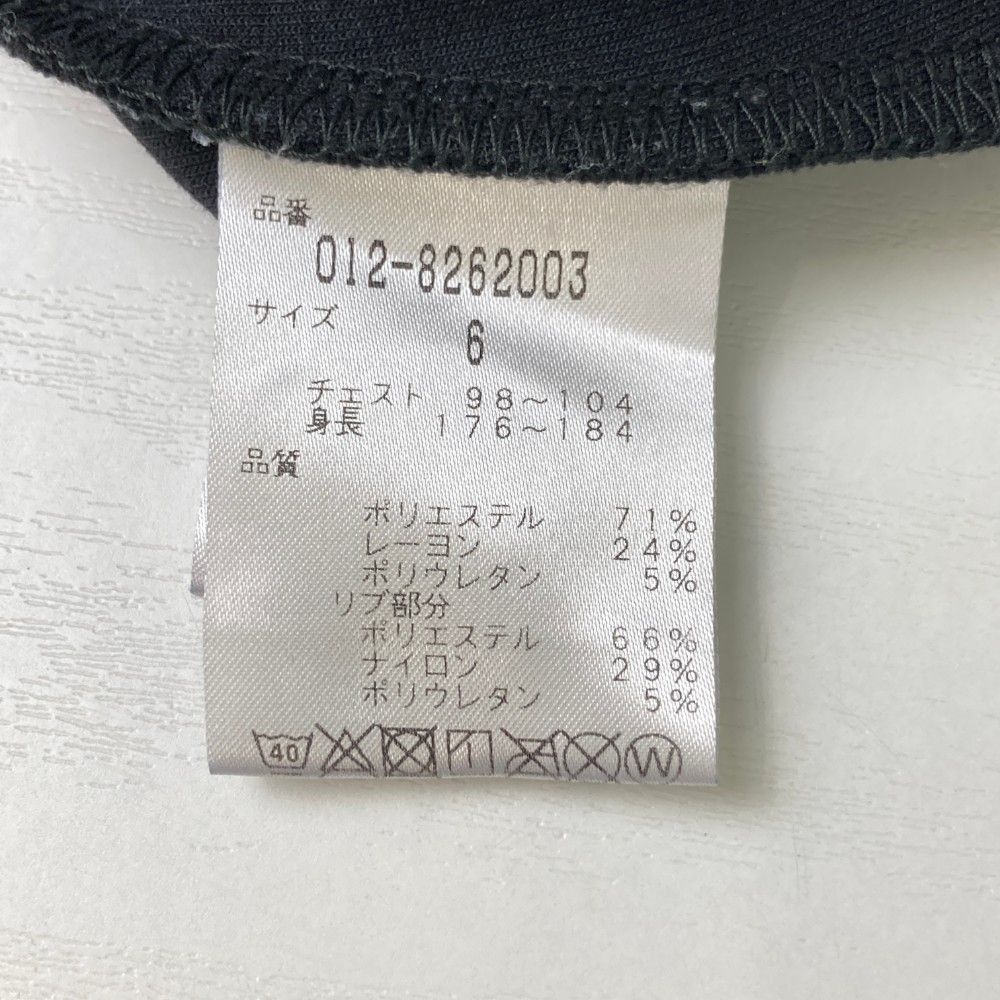 品番
012-8262003
サイズ
6
チェスト 98～104
身長 176～184
品質
ポリエステル 71%
レーヨン 24%
ポリウレタン 5%
リブ部分
ポリエステル 66%
ナイロン 29%
ポリウレタン 5%
40 W